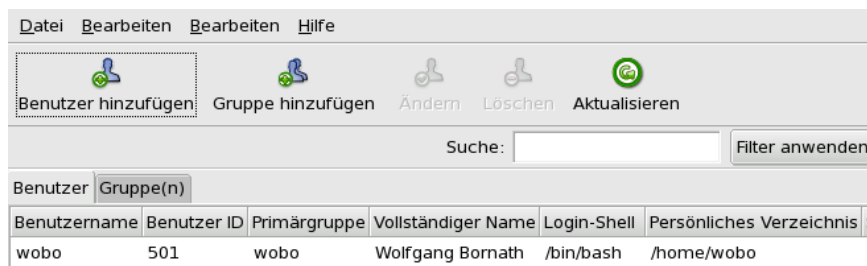 Datei Bearbeiten Bearbeiten Hilfe
Benutzer hinzufügen Gruppe hinzufügen Ändern Löschen Aktualisieren
Suche: Filter anwenden
Benutzer Gruppe(n)
Benutzername Benutzer ID Primärgruppe Vollständiger Name Login-Shell Persönliches Verzeichnis
wobo 501 wobo Wolfgang Bornath /bin/bash /home/wobo